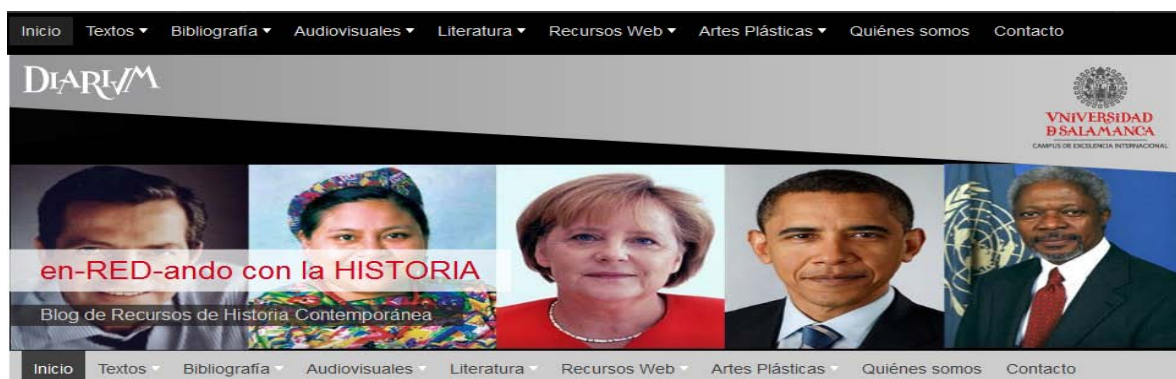 Inicio Textos Bibliografía Audiovisuales Literatura Recursos Web Artes Plásticas Quiénes somos Contacto
DIARIVM
VNiVERSiDAD
D SALAMANCA
CAMPUS DE EXCELENCIA INTERNACIONAL
en-RED-ando con la HISTORIA
Blog de Recursos de Historia Contemporánea
Inicio Textos Bibliografía Audiovisuales Literatura Recursos Web Artes Plásticas Quiénes somos Contacto